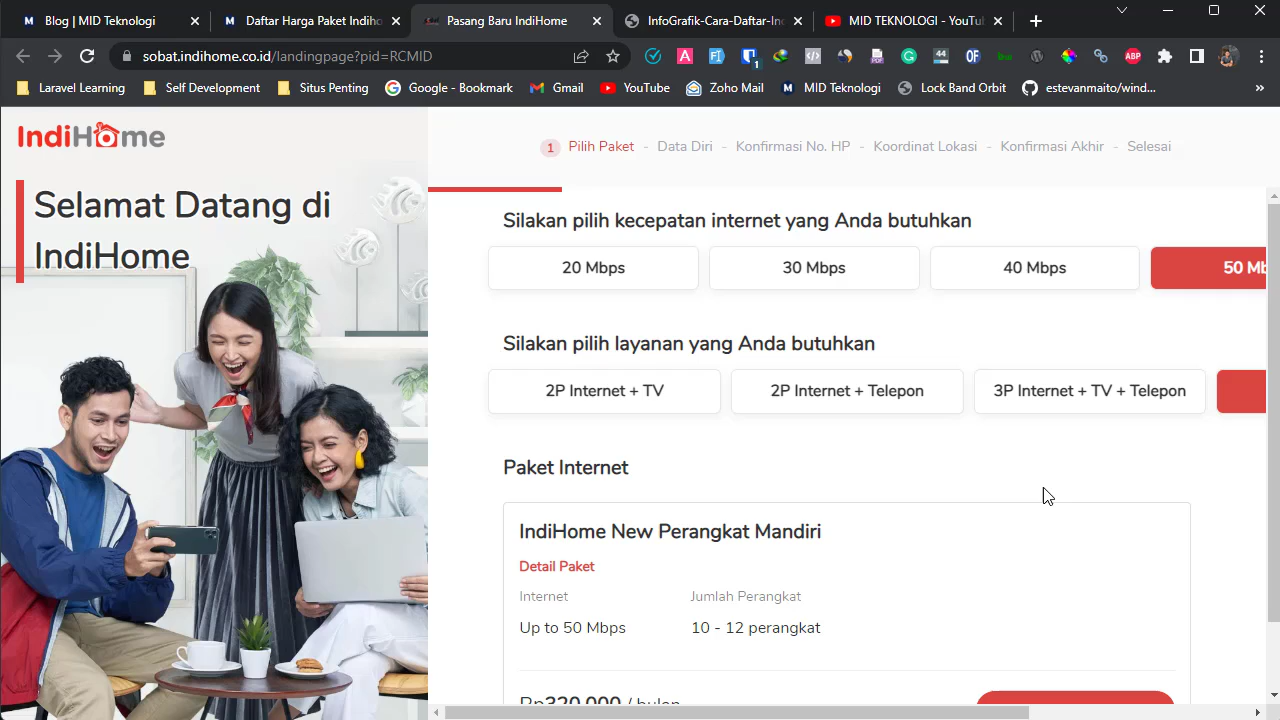 Blog | MID Teknologi
Daftar Harga Paket Indiho
Pasang Baru IndiHome
InfoGrafik-Cara-Daftar-In
MID TEKNOLOGI - YouTu
sobat.indihome.co.id/landingpage?pid=RCMID
Laravel Learning
Self Development
Situs Penting
Google - Bookmark
Gmail
YouTube
Zoho Mail
MID Teknologi
Lock Band Orbit
estevanmaito/wind...
IndiHome
Selamat Datang di
IndiHome
1 Pilih Paket - Data Diri - Konfirmasi No. HP - Koordinat Lokasi - Konfirmasi Akhir - Selesai
Silakan pilih kecepatan internet yang Anda butuhkan
20 Mbps
30 Mbps
40 Mbps
50 Mb
Silakan pilih layanan yang Anda butuhkan
2P Internet + TV
2P Internet + Telepon
3P Internet + TV + Telepon
Paket Internet
IndiHome New Perangkat Mandiri
Detail Paket
Internet
Jumlah Perangkat
Up to 50 Mbps
10 - 12 perangkat
Rp320.000 / bulan